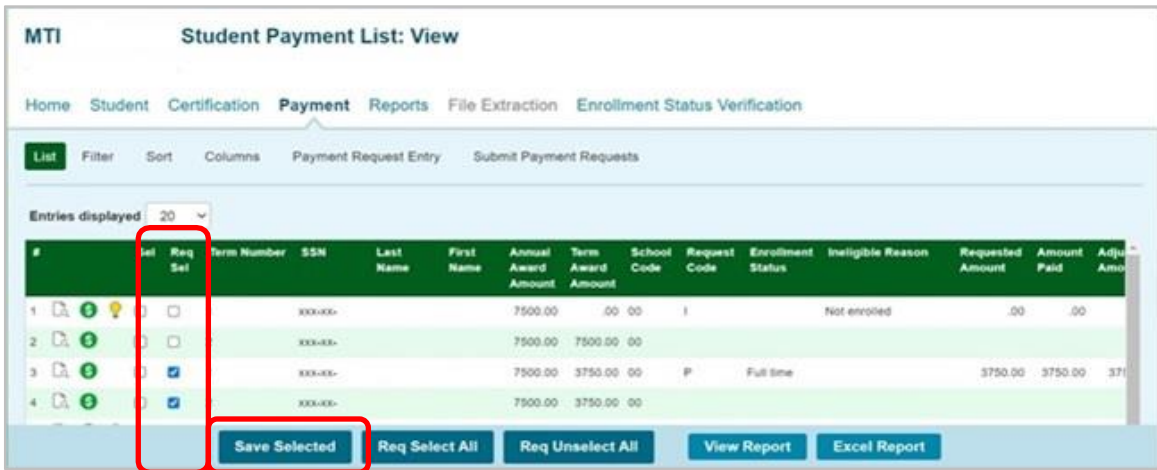 MTI Student Payment List: View
Home Student Certification Payment Reports File Extraction Enrollment Status Verification
List Filter Sort Columns Payment Request Entry Submit Payment Requests
Entries displayed 20
# Sel Req Sel Term Number SSN Last Name First Name Annual Award Amount Term Award Amount School Code Request Code Enrollment Status Ineligible Reason Requested Amount Amount Paid
1 xxx-xx- 7500.00 .00 00 I Not enrolled .00 .00
2 xxx-xx- 7500.00 7500.00 00
3 xxx-xx- 7500.00 3750.00 00 P Full time 3750.00 3750.00
4 xxx-xx- 7500.00 3750.00 00
Save Selected Req Select All Req Unselect All View Report Excel Report